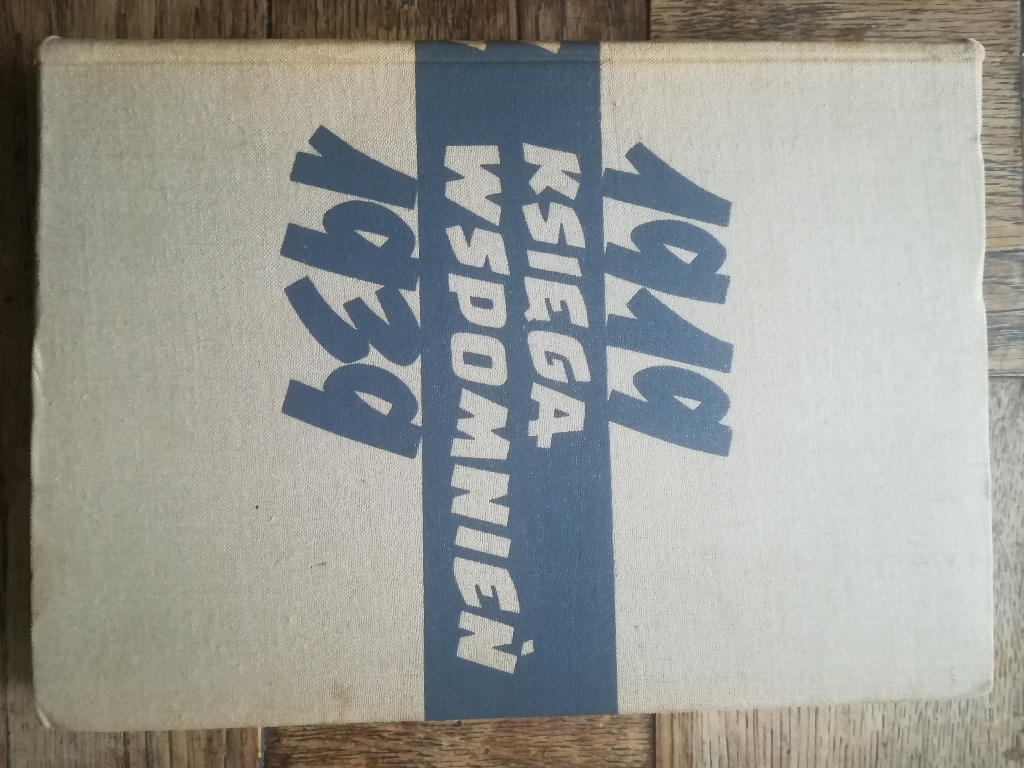 1919
KSIĘGA
WSPOMNIEŃ
1939